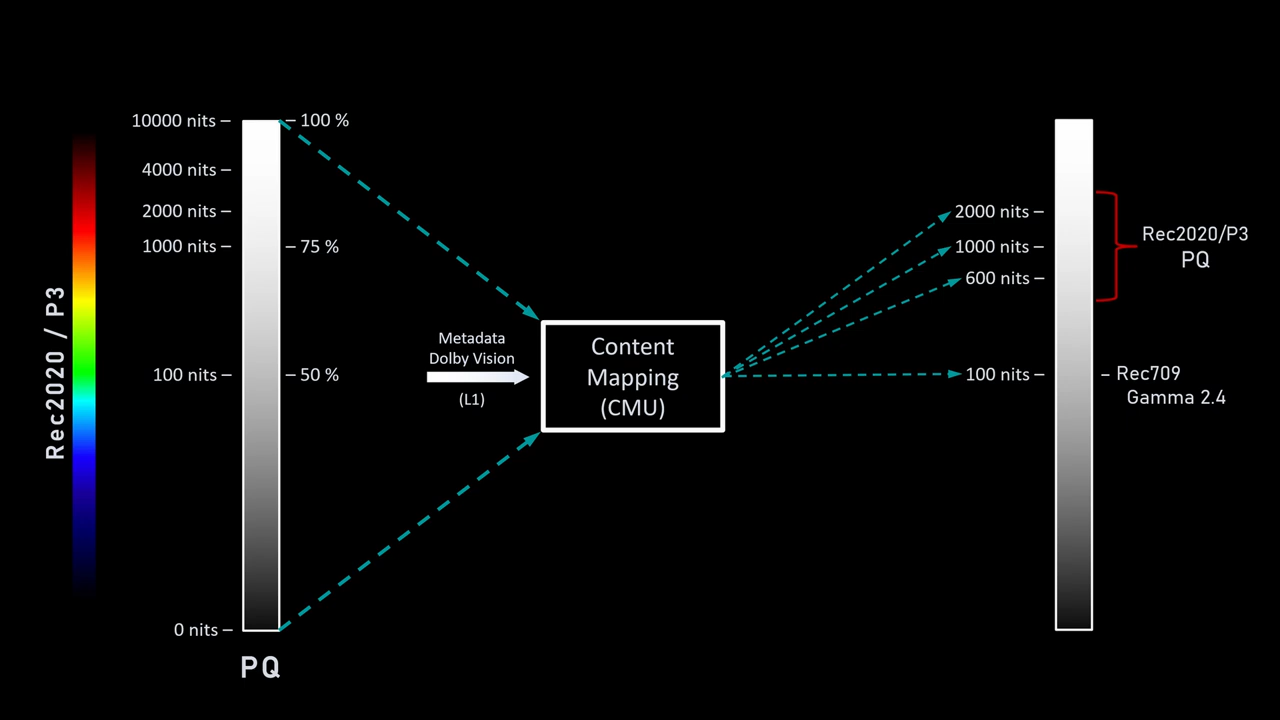 10000 nits
4000 nits
2000 nits
1000 nits
100 nits
0 nits
100 %
75 %
50 %
Rec2020 / P3
PQ
Metadata
Dolby Vision
(L1)
Content
Mapping
(CMU)
2000 nits
1000 nits
600 nits
100 nits
Rec2020/P3
PQ
Rec709
Gamma 2.4